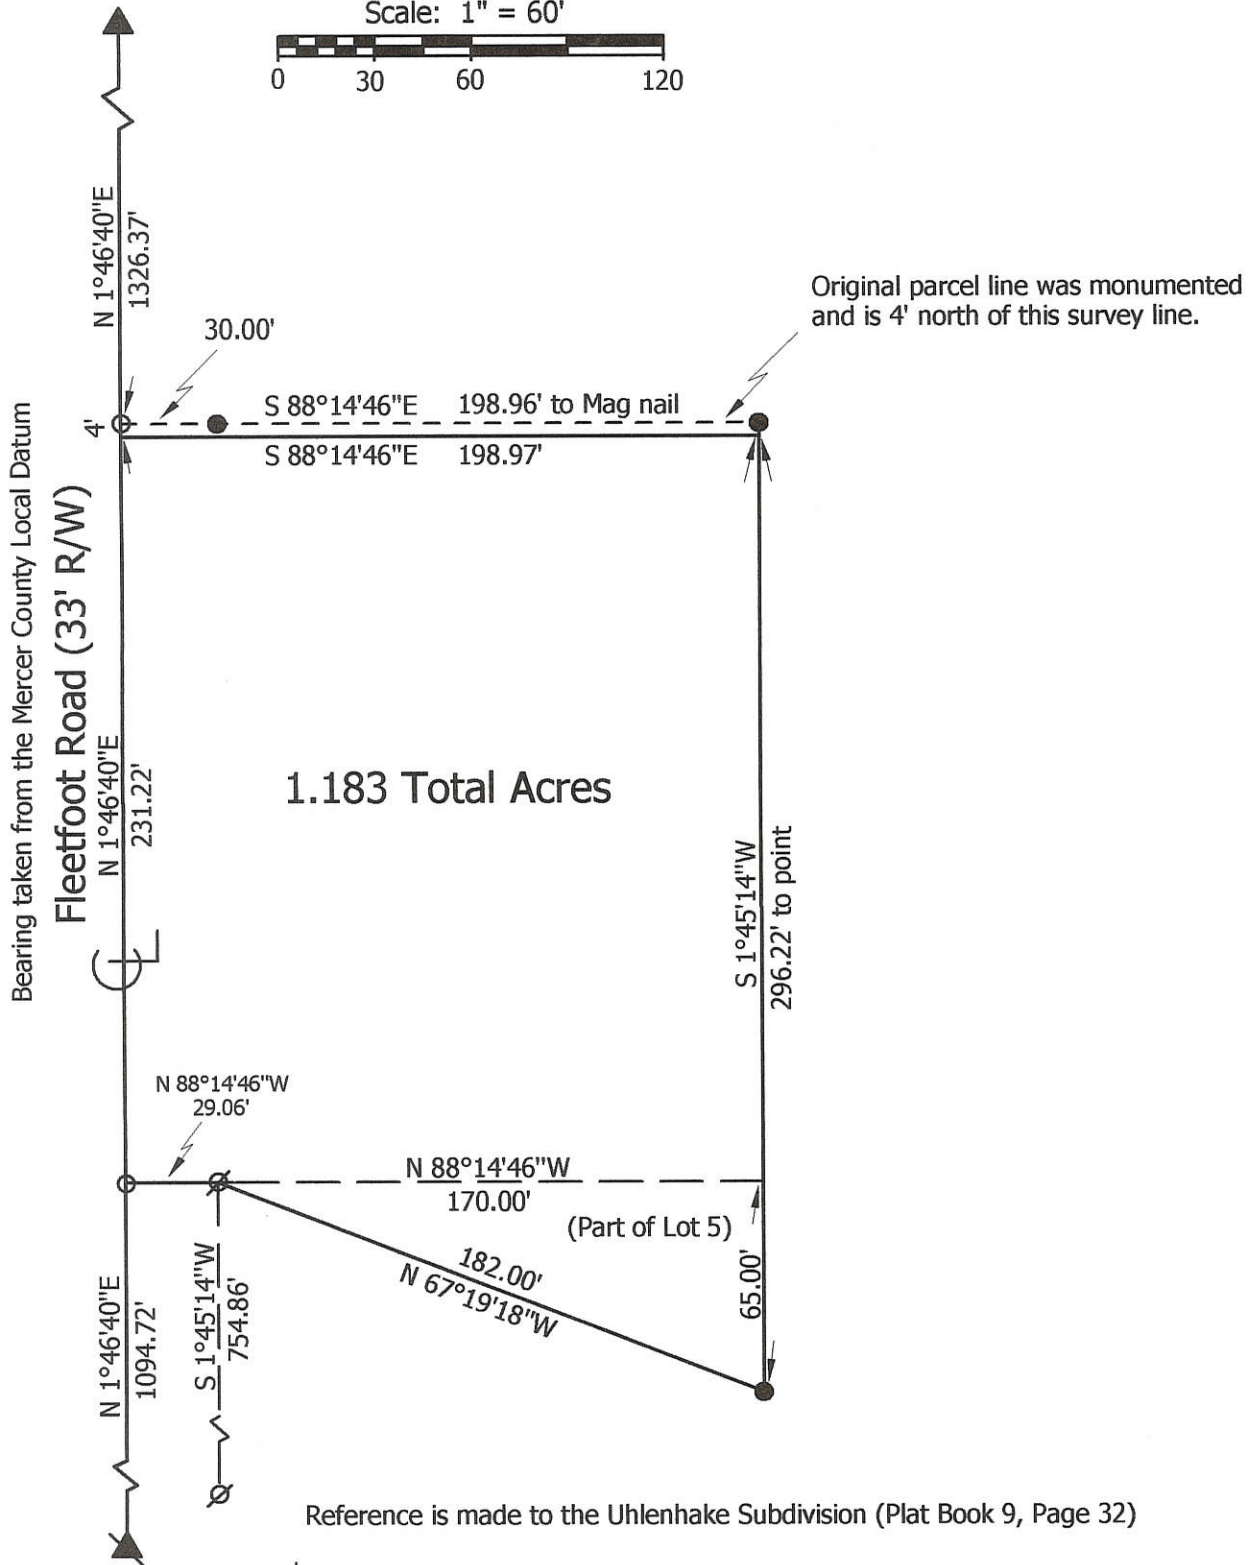 Scale: 1" = 60'
0 30 60 120
N 1°46'40"E
1326.37'
30.00'
Original parcel line was monumented
and is 4' north of this survey line.
4'
S 88°14'46"E 198.96' to Mag nail
S 88°14'46"E 198.97'
Bearing taken from the Mercer County Local Datum
Fleetfoot Road (33' R/W)
N 1°46'40"E
231.22'
1.183 Total Acres
S 1°45'14"W
296.22' to point
CL
N 88°14'46"W
29.06'
N 88°14'46"W
170.00'
(Part of Lot 5)
182.00'
N 67°19'18"W
65.00'
N 1°46'40"E
1094.72'
S 1°45'14"W
754.86'
Reference is made to the Uhlenhake Subdivision (Plat Book 9, Page 32)